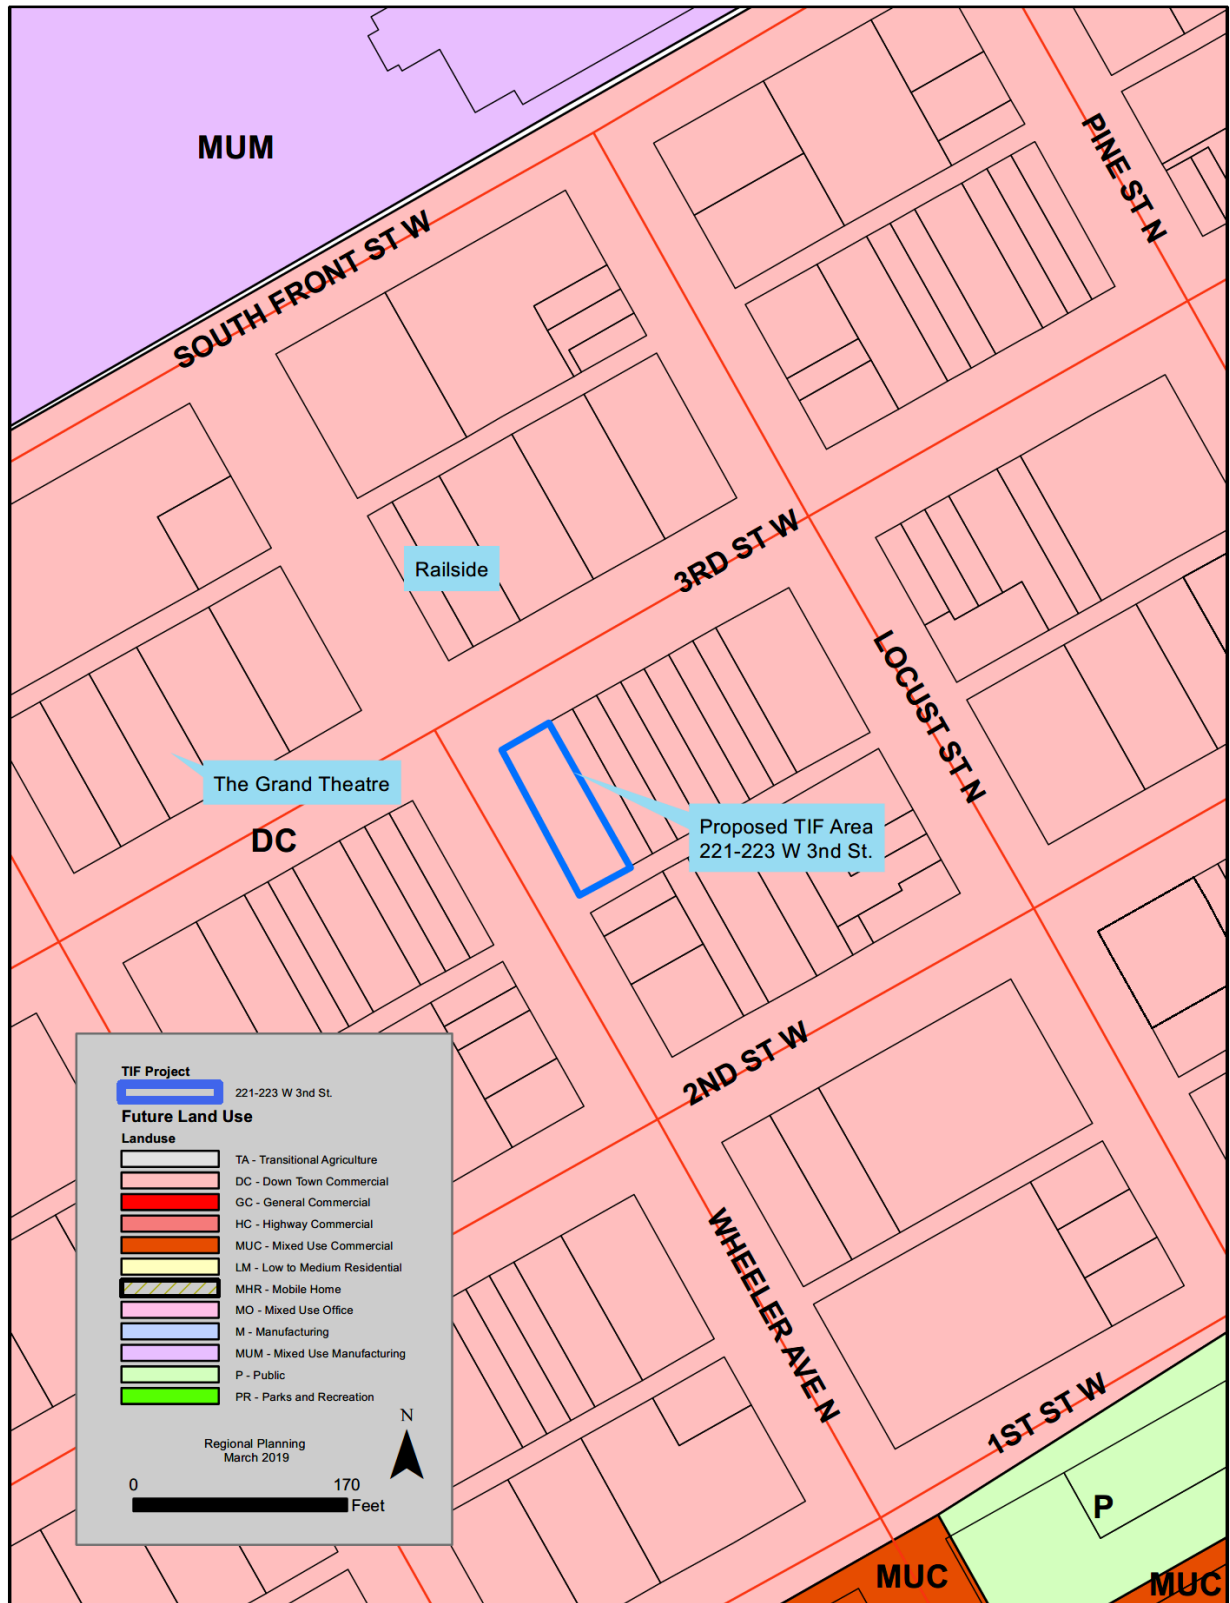 MUM
PINE ST N
SOUTH FRONT ST W
Railside
3RD ST W
LOCUST ST N
The Grand Theatre
DC
Proposed TIF Area
221-223 W 3nd St.
2ND ST W
WHEELER AVE N
1ST ST W
P
MUC
MUC
TIF Project
221-223 W 3nd St.
Future Land Use
Landuse
TA - Transitional Agriculture
DC - Down Town Commercial
GC - General Commercial
HC - Highway Commercial
MUC - Mixed Use Commercial
LM - Low to Medium Residential
MHR - Mobile Home
MO - Mixed Use Office
M - Manufacturing
MUM - Mixed Use Manufacturing
P - Public
PR - Parks and Recreation
N
Regional Planning
March 2019
0 170
Feet